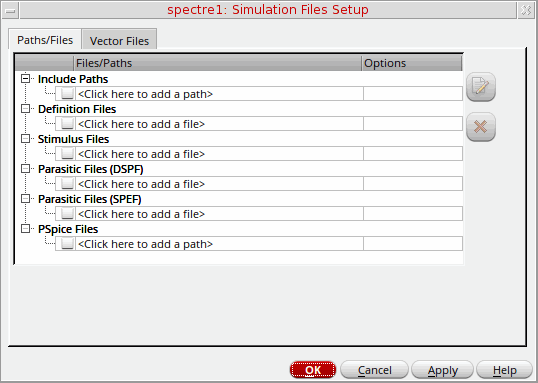 spectre1: Simulation Files Setup
Paths/Files Vector Files
Files/Paths Options
Include Paths
<Click here to add a path>
Definition Files
<Click here to add a file>
Stimulus Files
<Click here to add a file>
Parasitic Files (DSPF)
<Click here to add a file>
Parasitic Files (SPEF)
<Click here to add a file>
PSpice Files
<Click here to add a path>
OK Cancel Apply Help